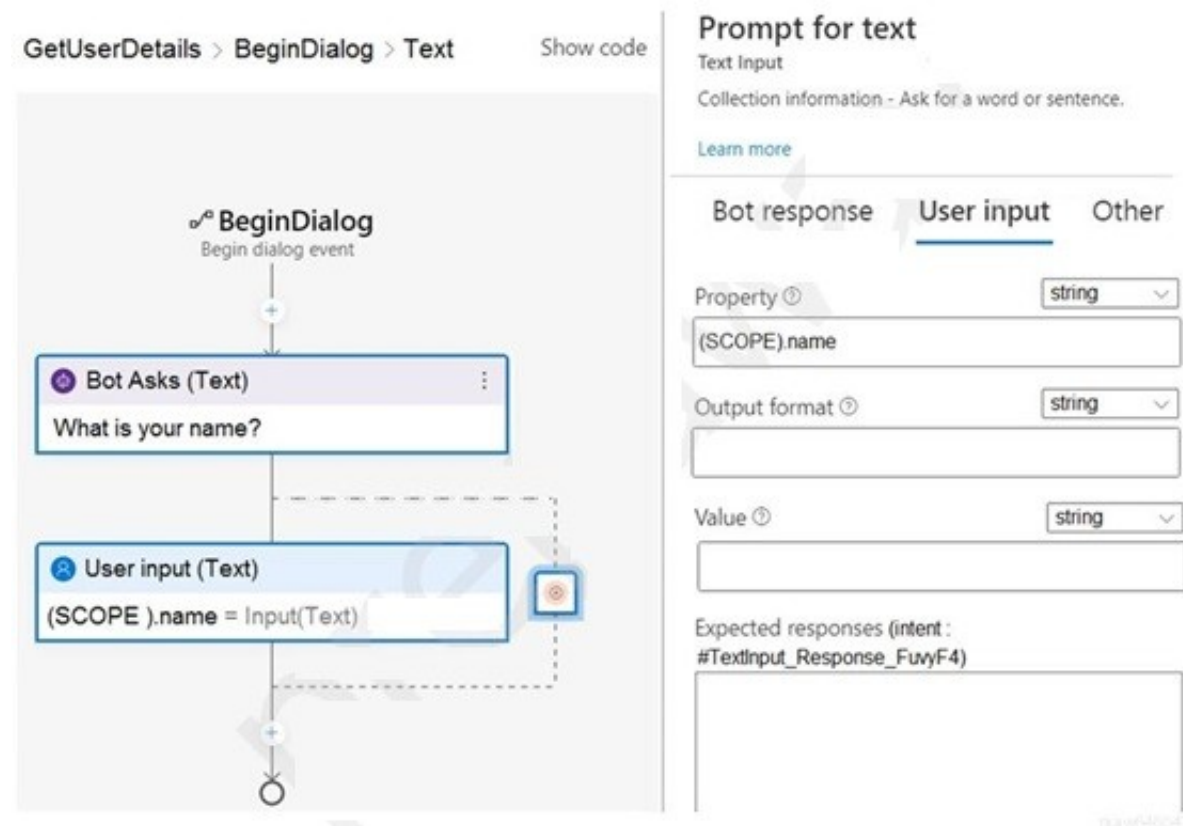 GetUserDetails > BeginDialog > Text
Show code
BeginDialog
Begin dialog event
Bot Asks (Text)
What is your name?
User input (Text)
(SCOPE ).name = Input(Text)
Prompt for text
Text Input
Collection information - Ask for a word or sentence.
Learn more
Bot response User input Other
Property string
(SCOPE).name
Output format string
Value string
Expected responses (intent :
#TextInput_Response_FuvyF4)